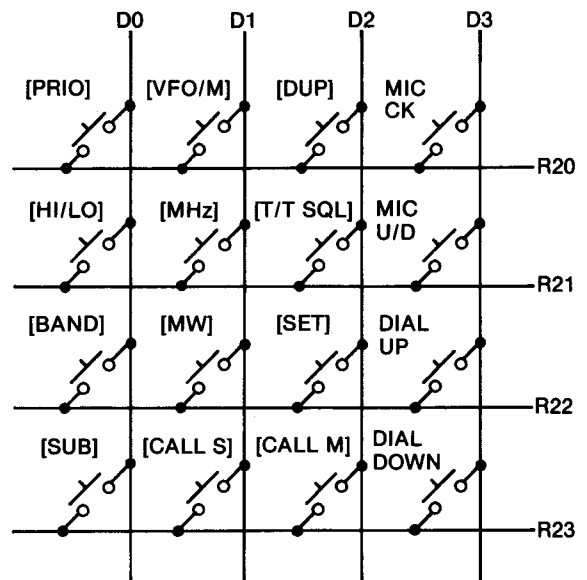 D0 D1 D2 D3
[PRIO] [VFO/M] [DUP] MIC
CK
R20
[HI/LO] [MHz] [T/T SQL] MIC
U/D
R21
[BAND] [MW] [SET] DIAL
UP
R22
[SUB] [CALL S] [CALL M] DIAL
DOWN
R23